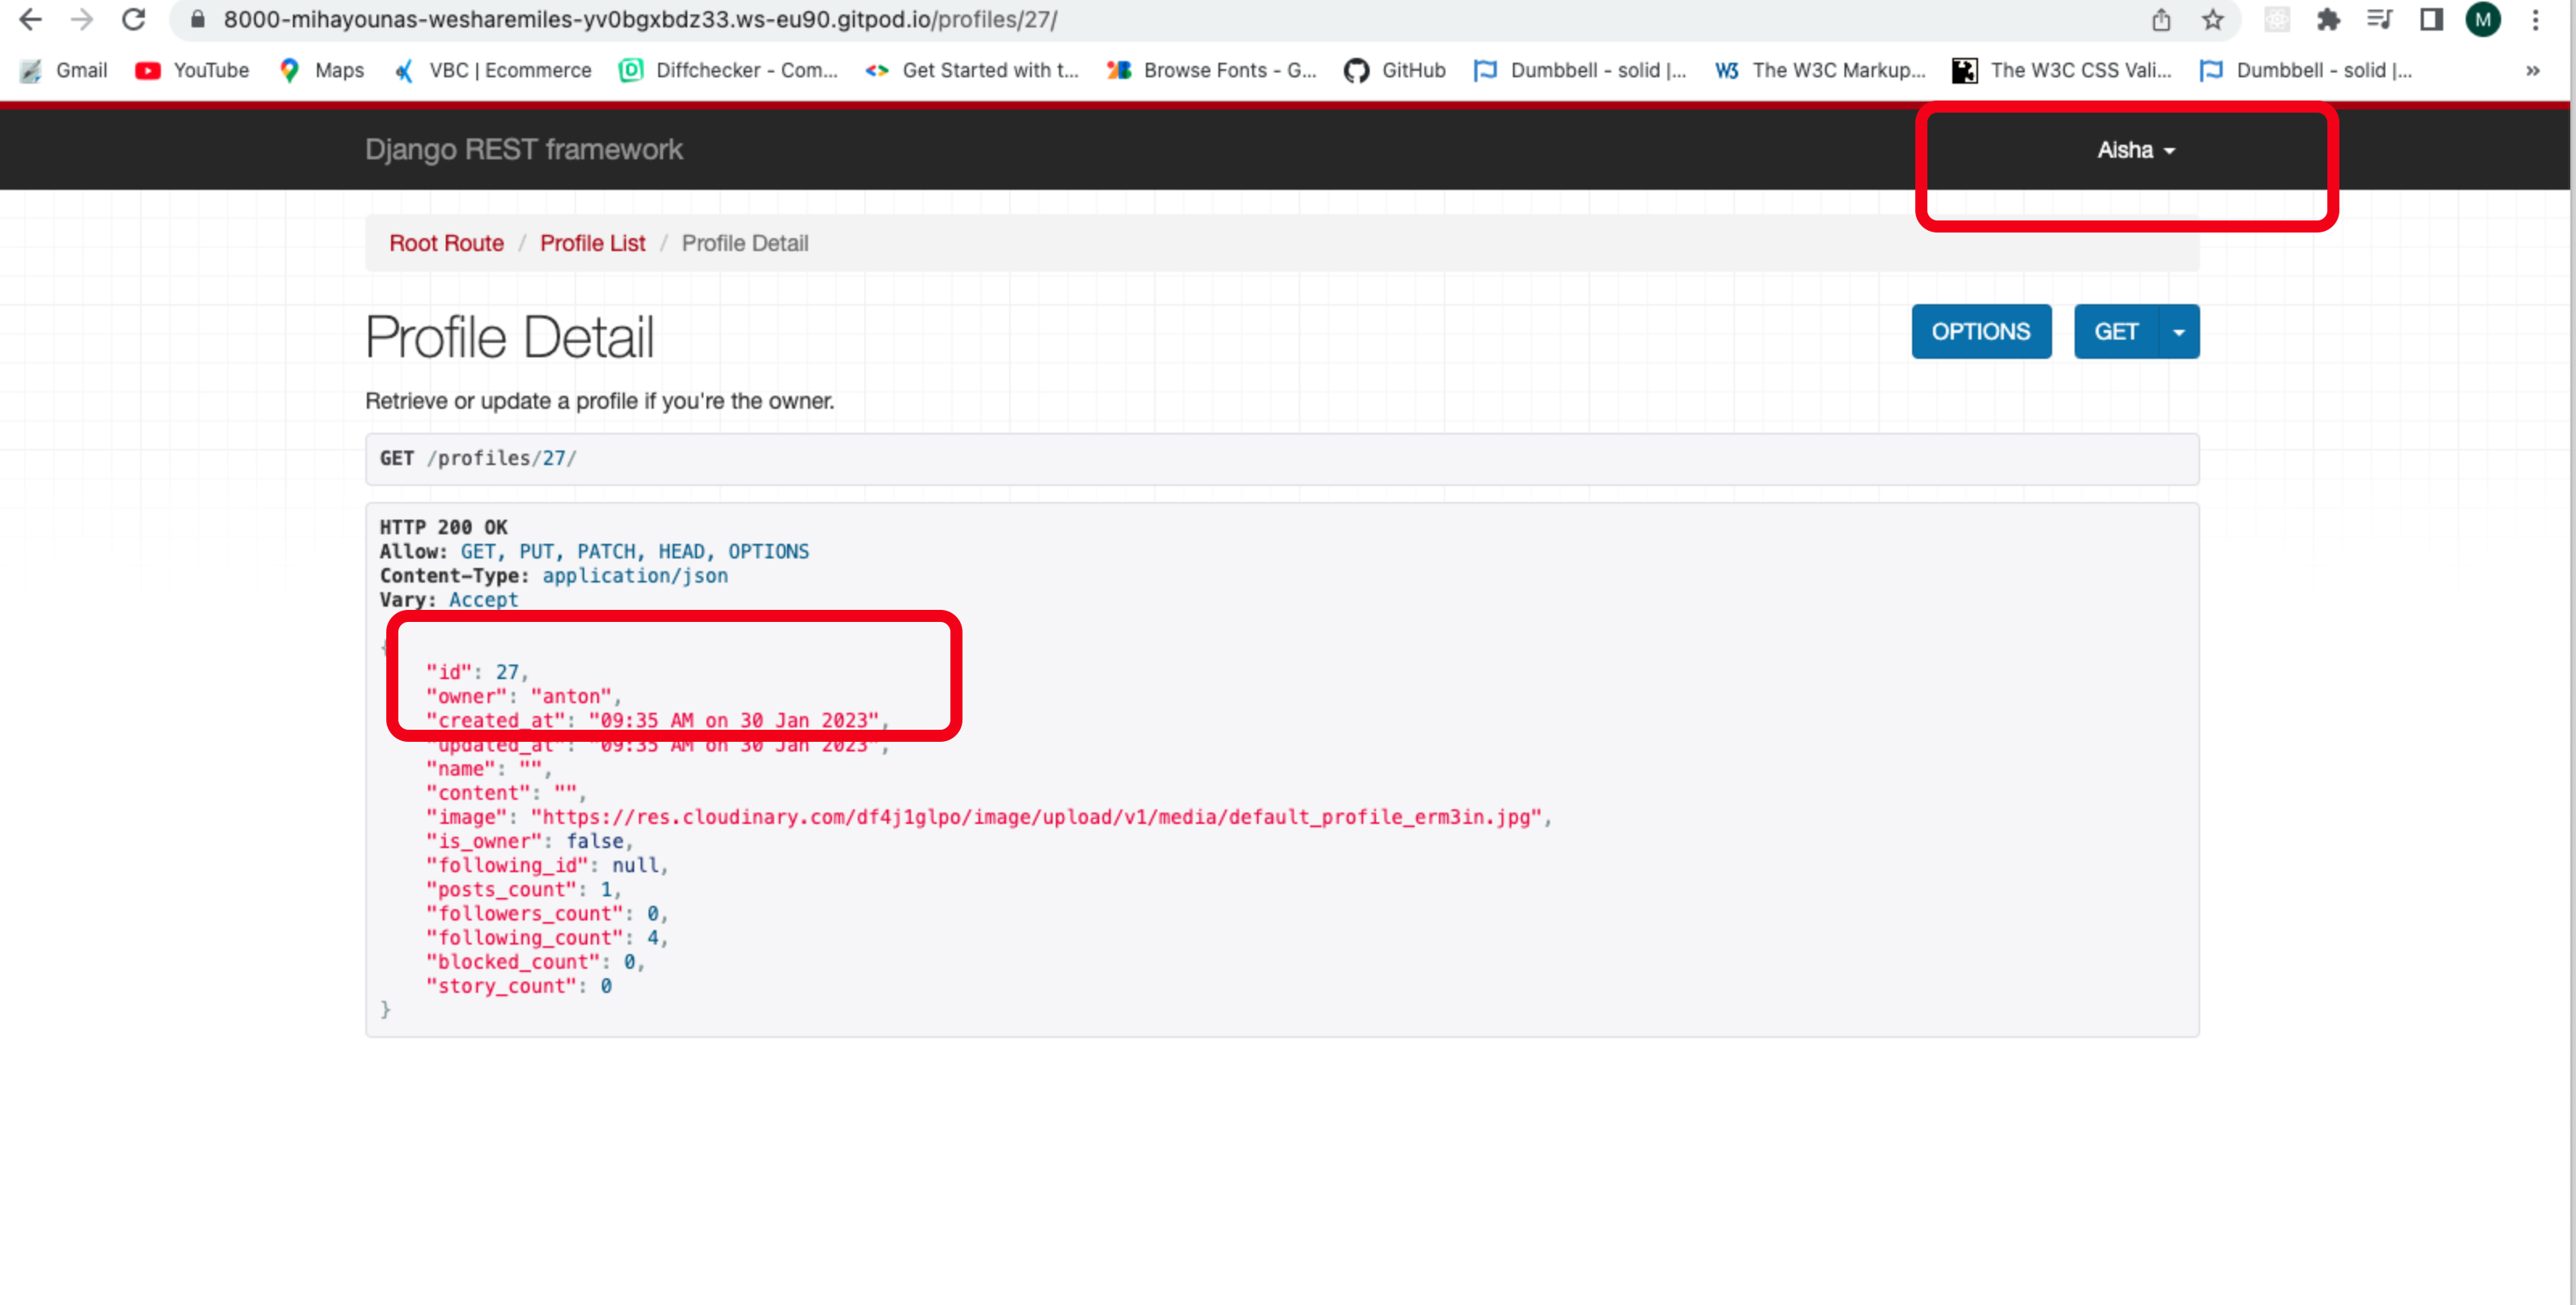 8000-mihayounas-wesharemiles-yv0bgxbdz33.ws-eu90.gitpod.io/profiles/27/
M
Gmail YouTube Maps VBC | Ecommerce Diffchecker - Com... Get Started with t... Browse Fonts - G... GitHub Dumbbell - solid |... W3 The W3C Markup... The W3C CSS Vali... Dumbbell - solid |... »
Django REST framework Aisha
Root Route / Profile List / Profile Detail
Profile Detail OPTIONS GET
Retrieve or update a profile if you're the owner.
GET /profiles/27/
HTTP 200 OK
Allow: GET, PUT, PATCH, HEAD, OPTIONS
Content-Type: application/json
Vary: Accept
{
"id": 27,
"owner": "anton",
"created_at": "09:35 AM on 30 Jan 2023",
"updated_at": "09:35 AM on 30 Jan 2023",
"name": "",
"content": "",
"image": "https://res.cloudinary.com/df4j1glpo/image/upload/v1/media/default_profile_erm3in.jpg",
"is_owner": false,
"following_id": null,
"posts_count": 1,
"followers_count": 0,
"following_count": 4,
"blocked_count": 0,
"story_count": 0
}